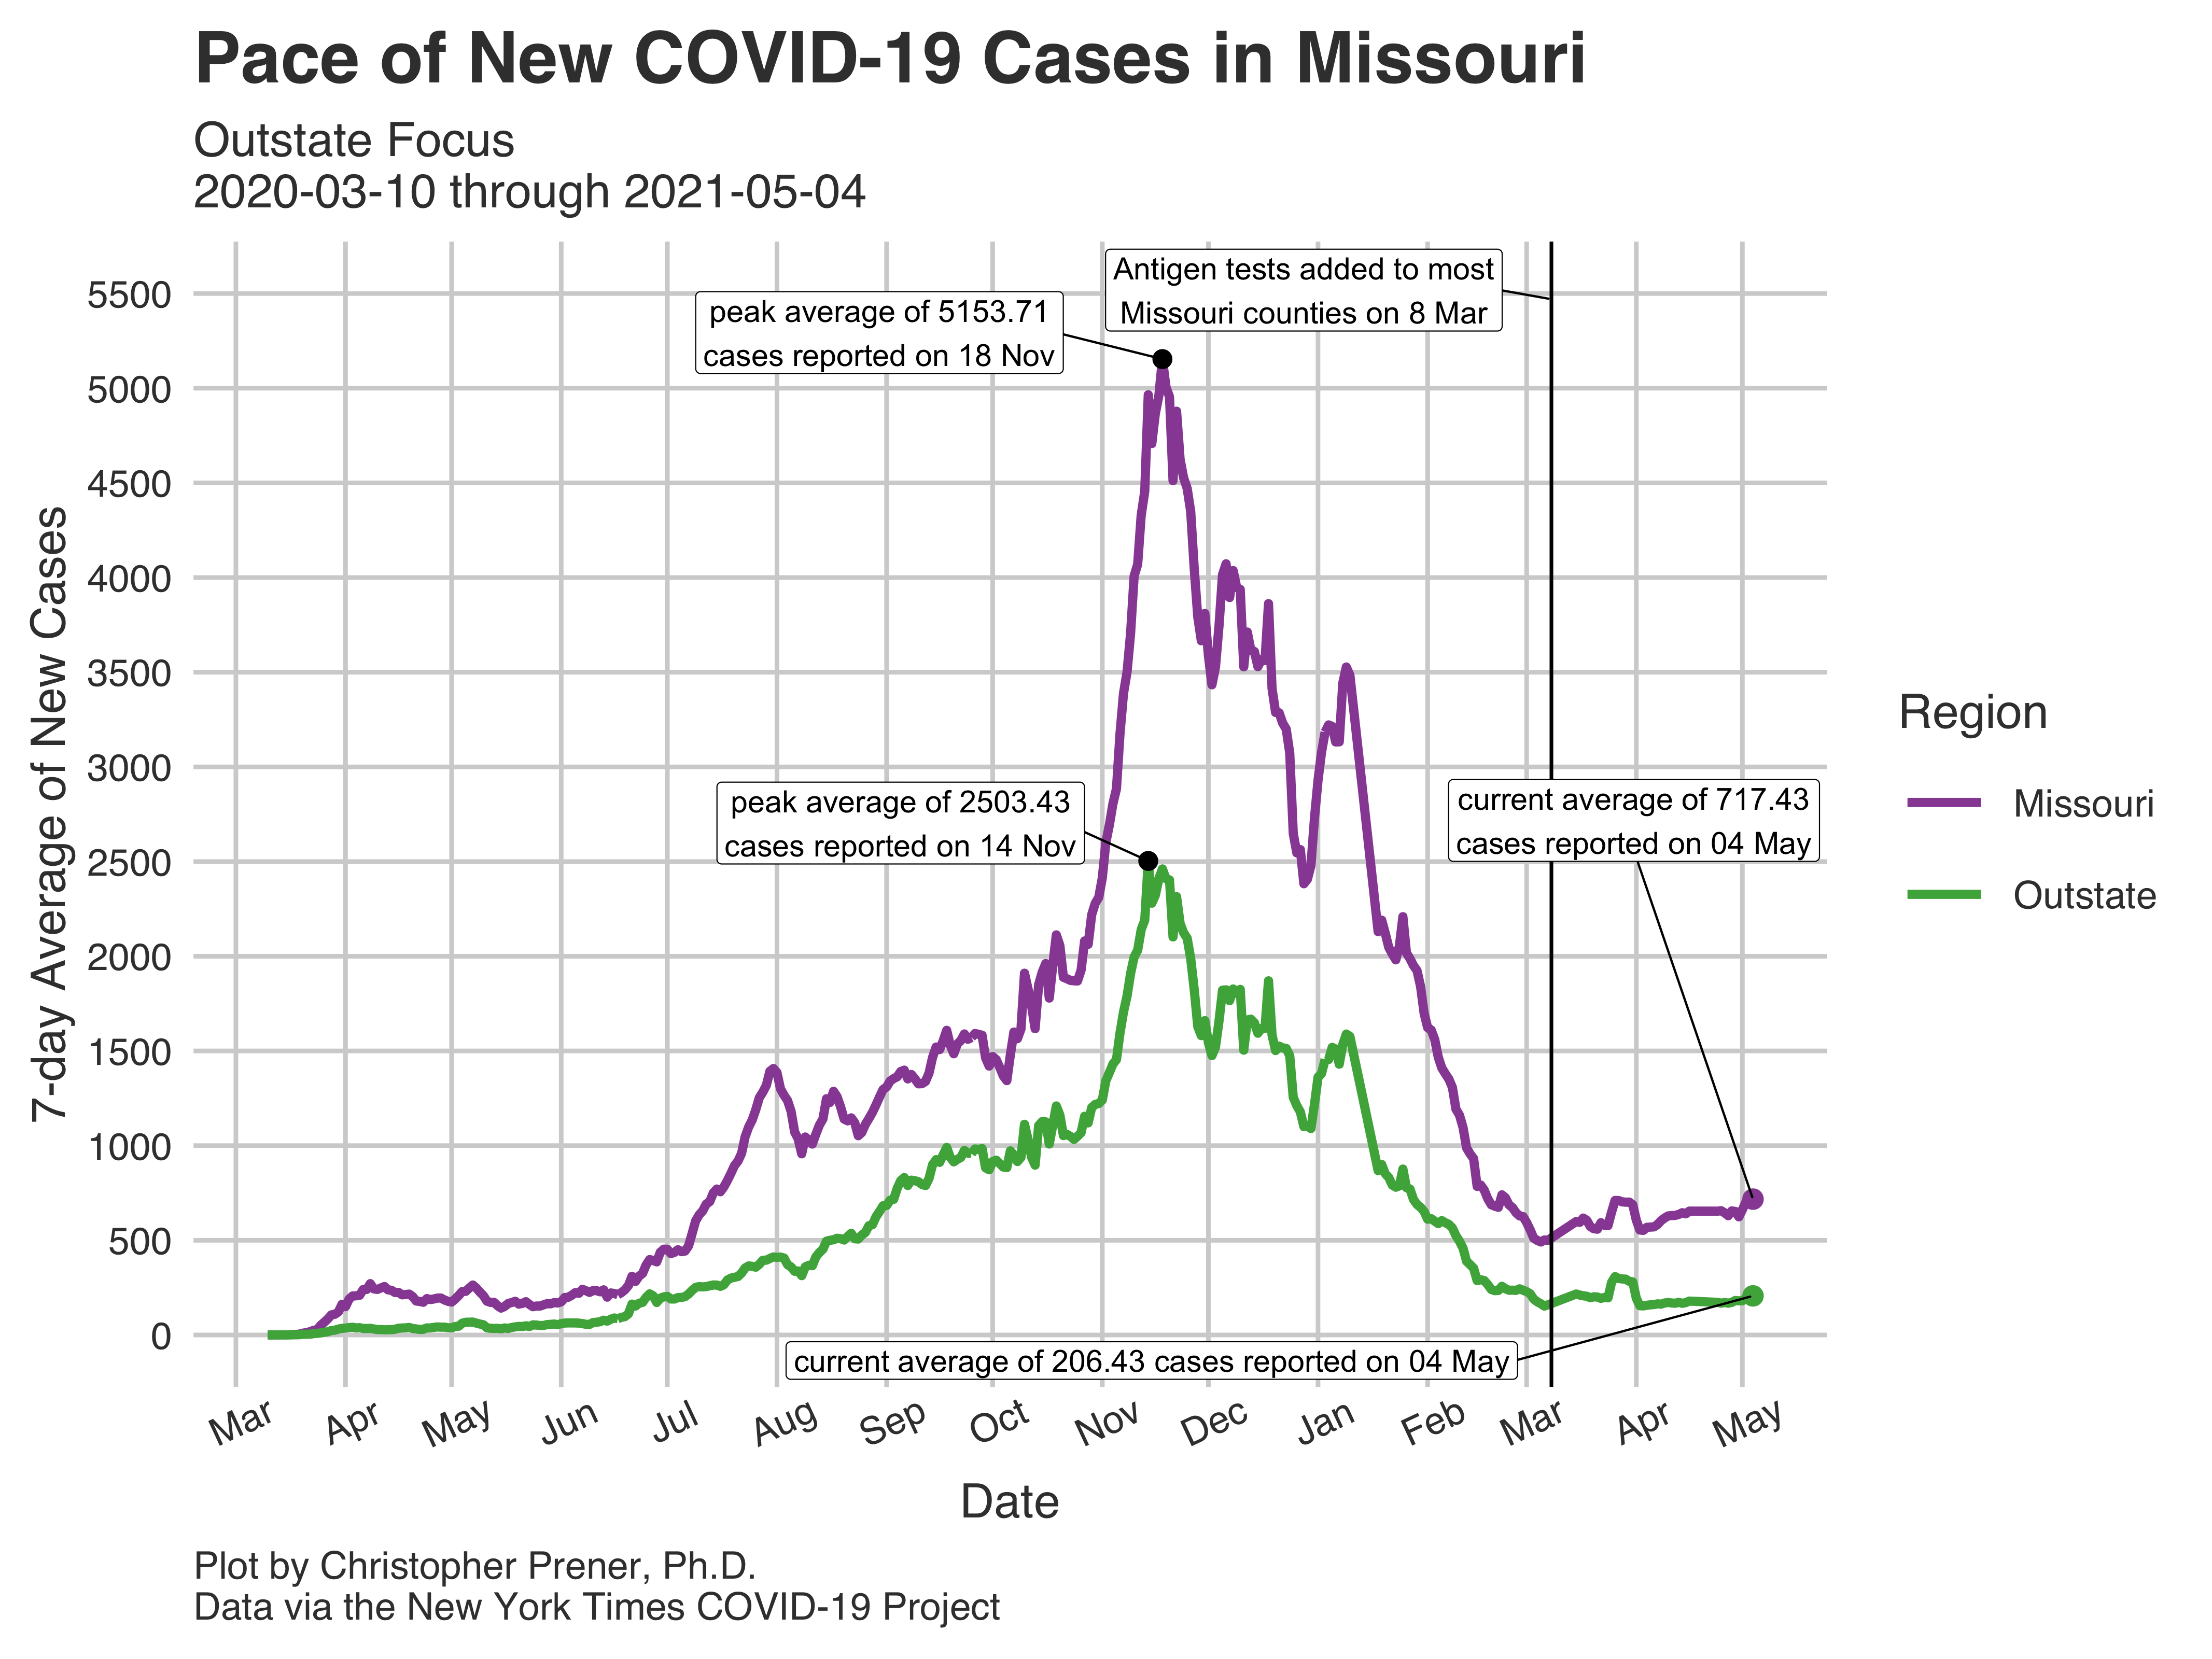 Pace of New COVID-19 Cases in Missouri
Outstate Focus
2020-03-10 through 2021-05-04
7-day Average of New Cases
5500
5000
4500
4000
3500
3000
2500
2000
1500
1000
500
0
Antigen tests added to most
Missouri counties on 8 Mar
peak average of 5153.71
cases reported on 18 Nov
peak average of 2503.43
cases reported on 14 Nov
current average of 717.43
cases reported on 04 May
current average of 206.43 cases reported on 04 May
Region
Missouri
Outstate
Mar Apr May Jun Jul Aug Sep Oct Nov Dec Jan Feb Mar Apr May
Date
Plot by Christopher Prener, Ph.D.
Data via the New York Times COVID-19 Project